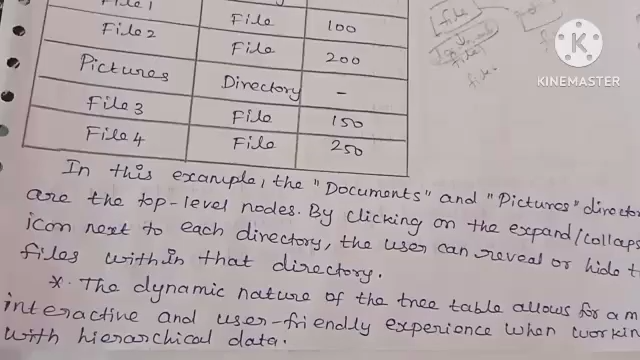 File 1 File 100
File 2 File 200
Pictures Directory -
File 3 File 150
File 4 File 250
In this example, the "Documents" and "Pictures" director
are the top-level nodes. By clicking on the expand/collaps
icon next to each directory, the user can reveal or hide t
files within that directory.
*. The dynamic nature of the tree table allows for a m
interactive and user-friendly experience when workin
with hierarchical data.
KINEMASTER